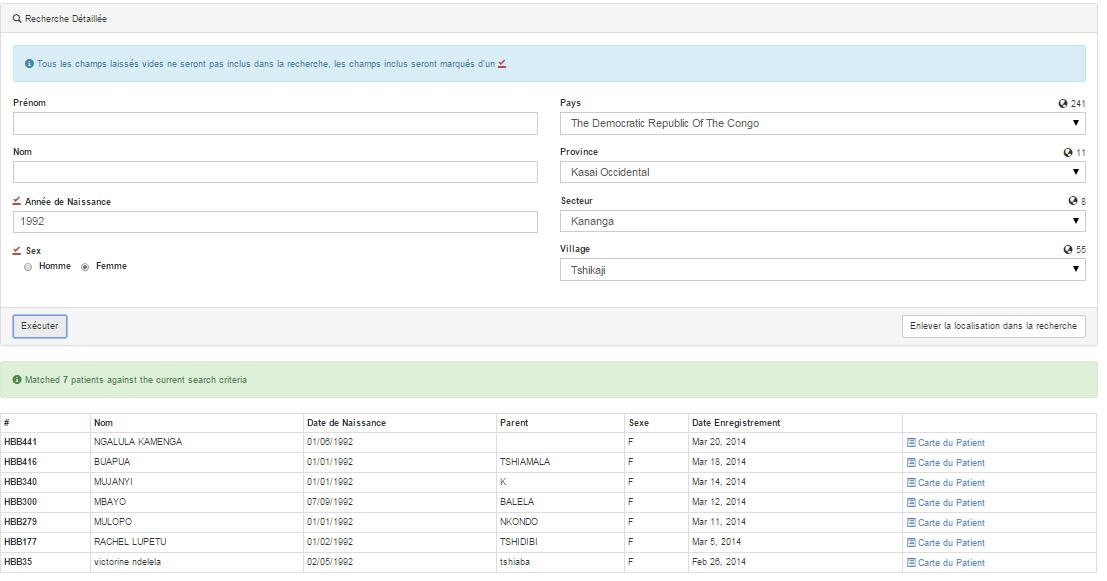 Recherche Détaillée
Tous les champs laissés vides ne seront pas inclus dans la recherche, les champs inclus seront marqués d'un
Prénom
Nom
Année de Naissance
1992
Sex
Homme Femme
Pays 241
The Democratic Republic Of The Congo
Province 11
Kasai Occidental
Secteur 8
Kananga
Village 55
Tshikaji
Exécuter Enlever la localisation dans la recherche
Matched 7 patients against the current search criteria
# Nom Date de Naissance Parent Sexe Date Enregistrement
HBB441 NGALULA KAMENGA 01/06/1992 F Mar 20, 2014 Carte du Patient
HBB416 BUAPUA 01/01/1992 TSHIAMALA F Mar 18, 2014 Carte du Patient
HBB340 MUJANYI 01/01/1992 K F Mar 14, 2014 Carte du Patient
HBB300 MBAYO 07/09/1992 BALELA F Mar 12, 2014 Carte du Patient
HBB279 MULOPO 01/01/1992 NKONDO F Mar 11, 2014 Carte du Patient
HBB177 RACHEL LUPETU 01/02/1992 TSHIDIBI F Mar 5, 2014 Carte du Patient
HBB35 victorine ndelela 02/05/1992 tshiaba F Feb 26, 2014 Carte du Patient